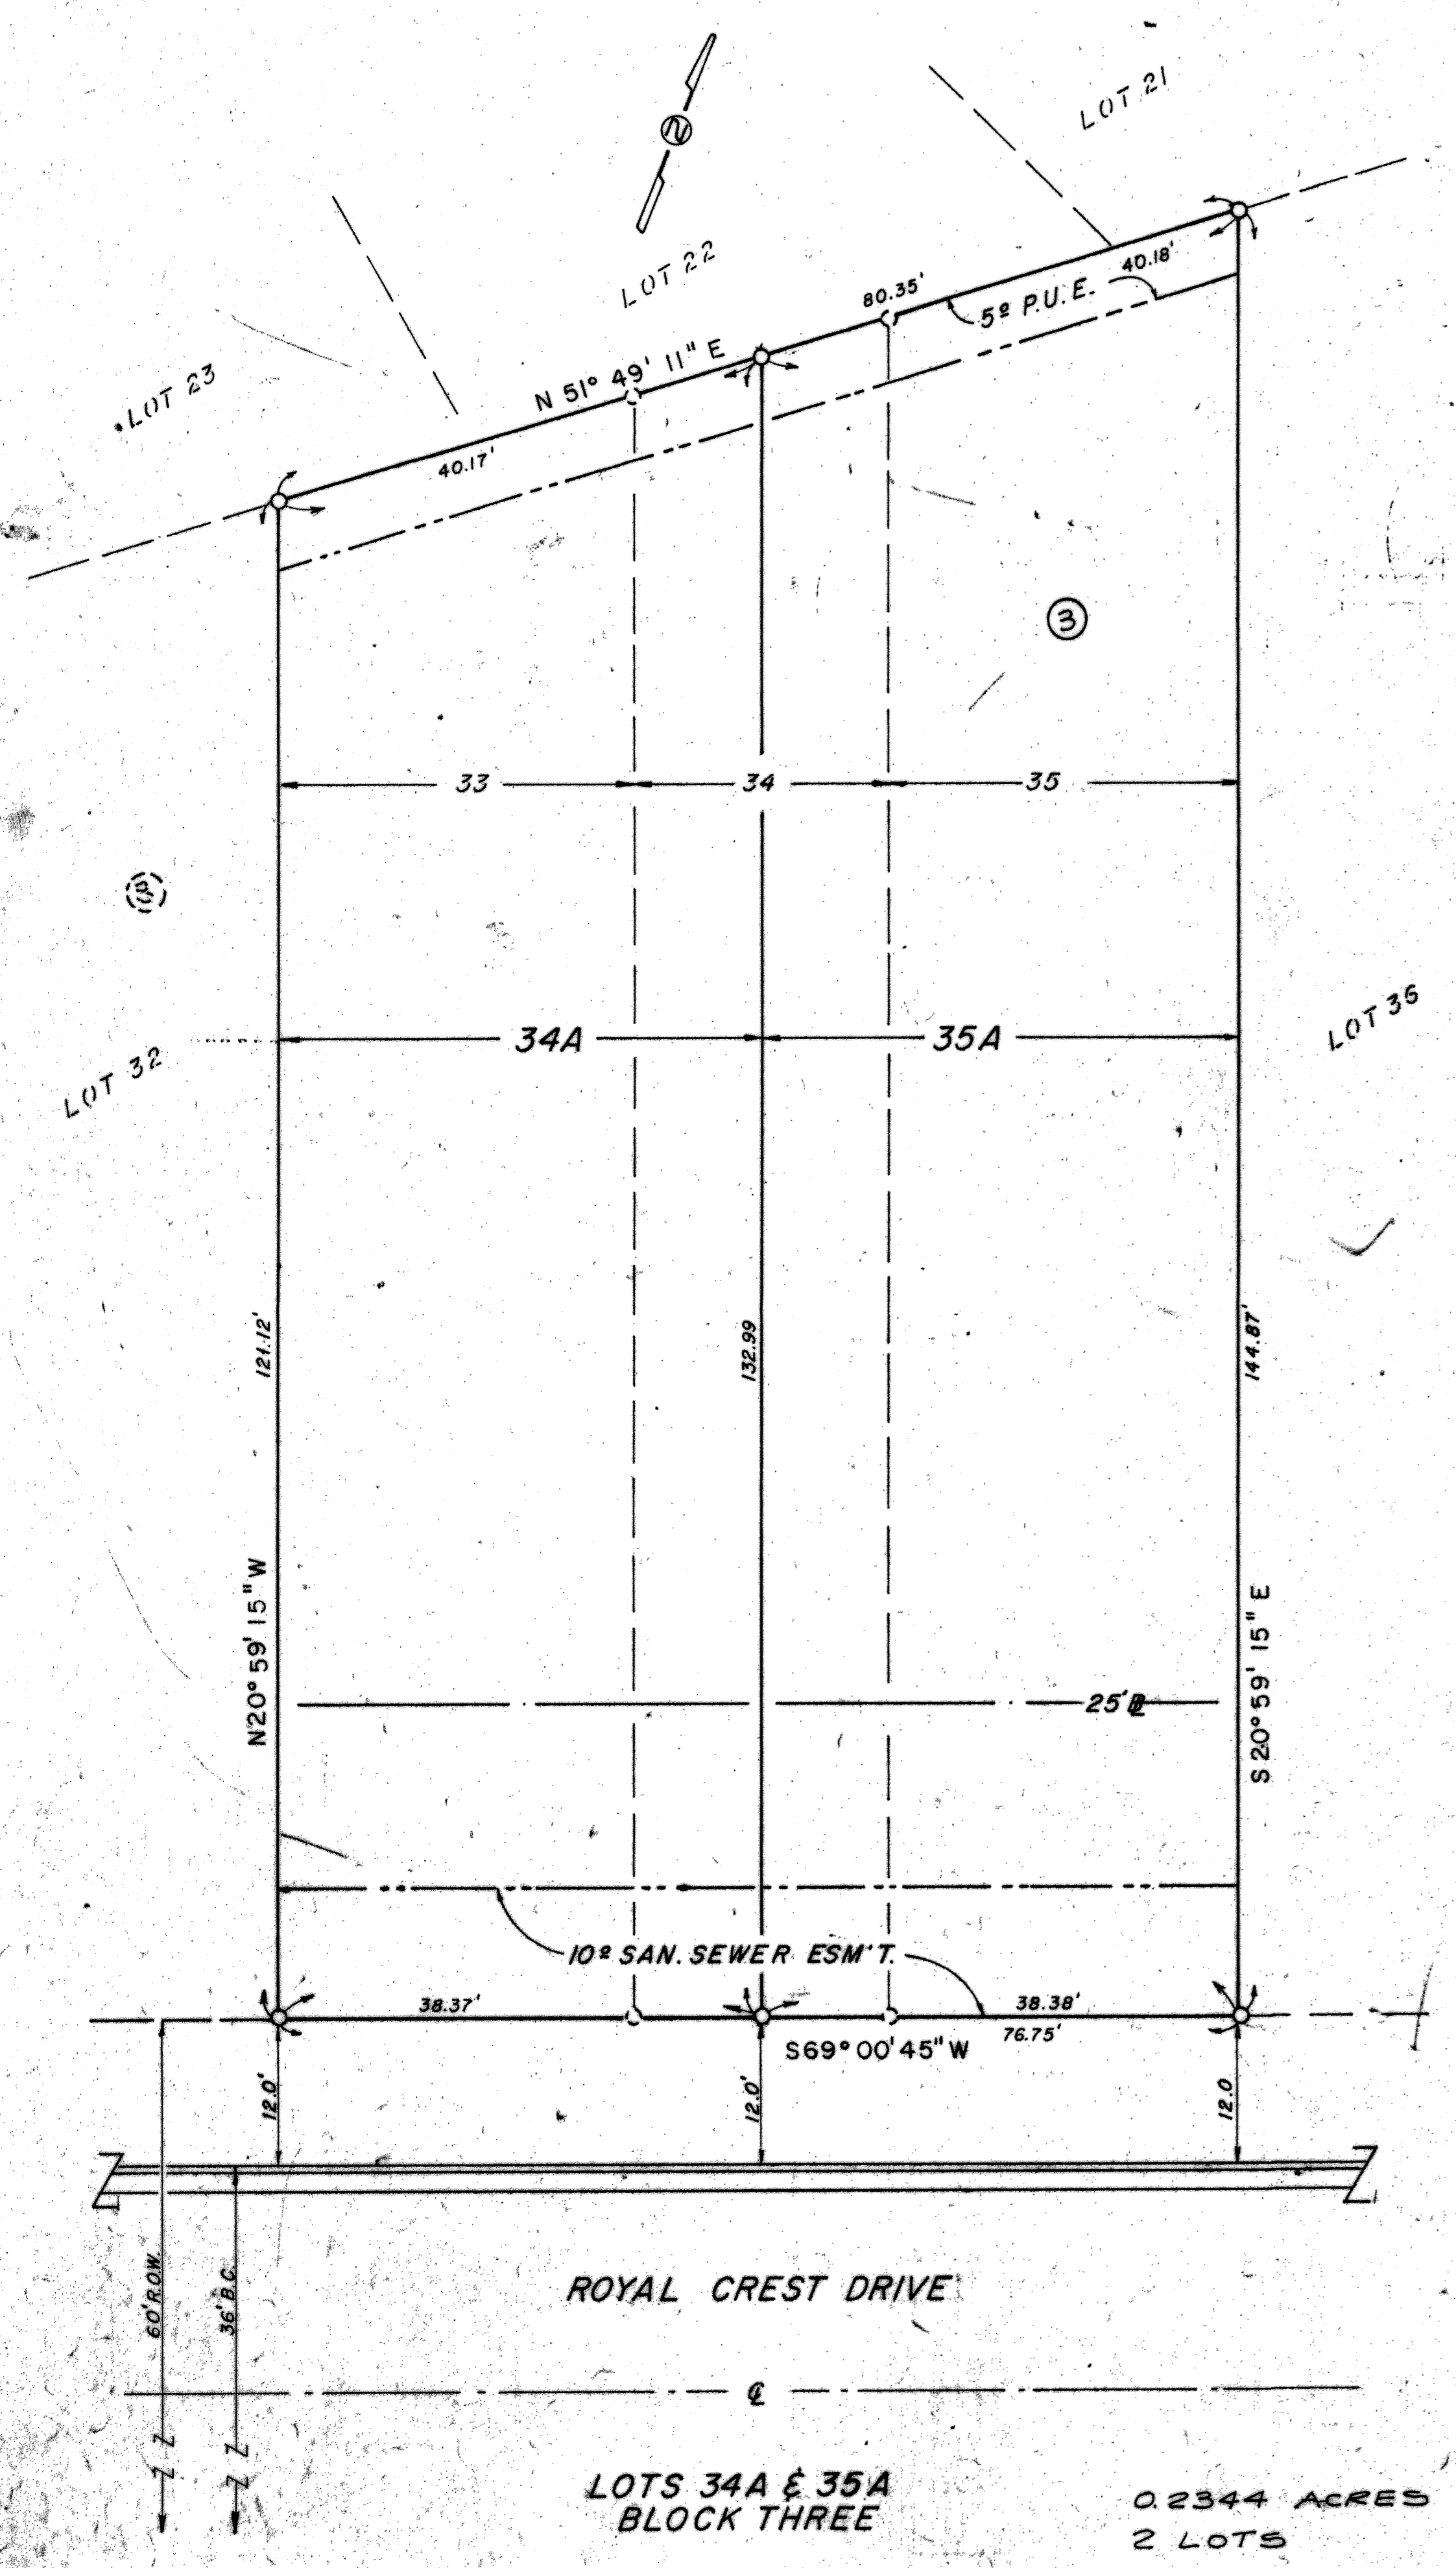 N
LOT 21
LOT 22
LOT 23
80.35'
40.18'
5º P.U.E.
N 51° 49' 11" E
40.17'
3
33
34
35
34A
35A
LOT 32
LOT 36
121.12'
132.99
144.87'
N20° 59' 15" W
S 20° 59' 15" E
25' BL
10º SAN. SEWER ESM'T.
38.37'
38.38'
76.75'
S69° 00' 45" W
12.0'
12.0'
12.0
60' R.O.W.
36' B.C.
ROYAL CREST DRIVE
CL
LOTS 34A & 35A
BLOCK THREE
0.2344 ACRES
2 LOTS